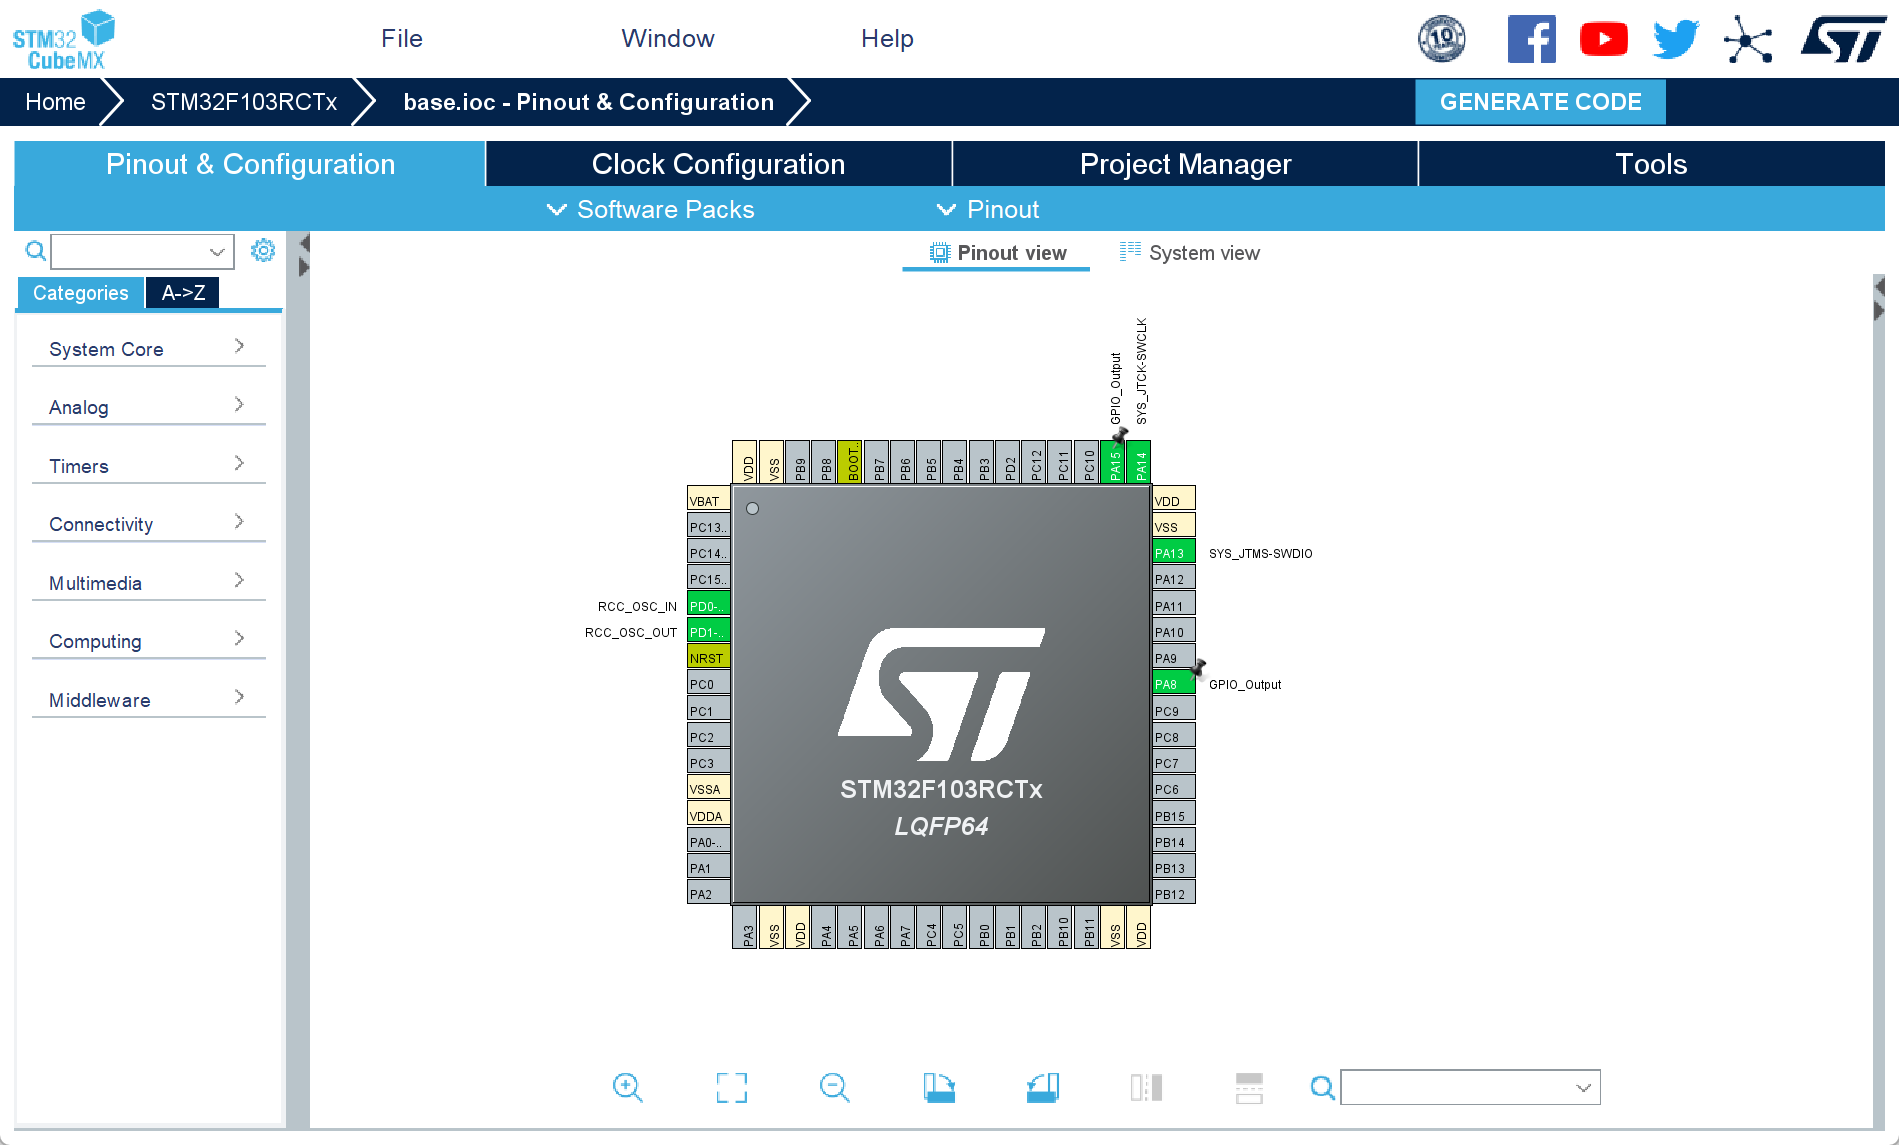 STM32
CubeMX
File
Window
Help
10
Home
STM32F103RCTx
base.ioc - Pinout & Configuration
GENERATE CODE
Pinout & Configuration
Clock Configuration
Project Manager
Tools
Software Packs
Pinout
Pinout view
System view
Categories
A->Z
System Core
Analog
Timers
Connectivity
Multimedia
Computing
Middleware
GPIO_Output
SYS_JTCK-SWCLK
VDD
VSS
PB9
PB8
BOOT..
PB7
PB6
PB5
PB4
PB3
PD2
PC12
PC11
PC10
PA15
PA14
VBAT
PC13..
PC14..
PC15..
RCC_OSC_IN PD0-..
RCC_OSC_OUT PD1-..
NRST
PC0
PC1
PC2
PC3
VSSA
VDDA
PA0-..
PA1
PA2
STM32F103RCTx
LQFP64
VDD
VSS
PA13 SYS_JTMS-SWDIO
PA12
PA11
PA10
PA9
PA8 GPIO_Output
PC9
PC8
PC7
PC6
PB15
PB14
PB13
PB12
PA3
VSS
VDD
PA4
PA5
PA6
PA7
PC4
PC5
PB0
PB1
PB2
PB10
PB11
VSS
VDD